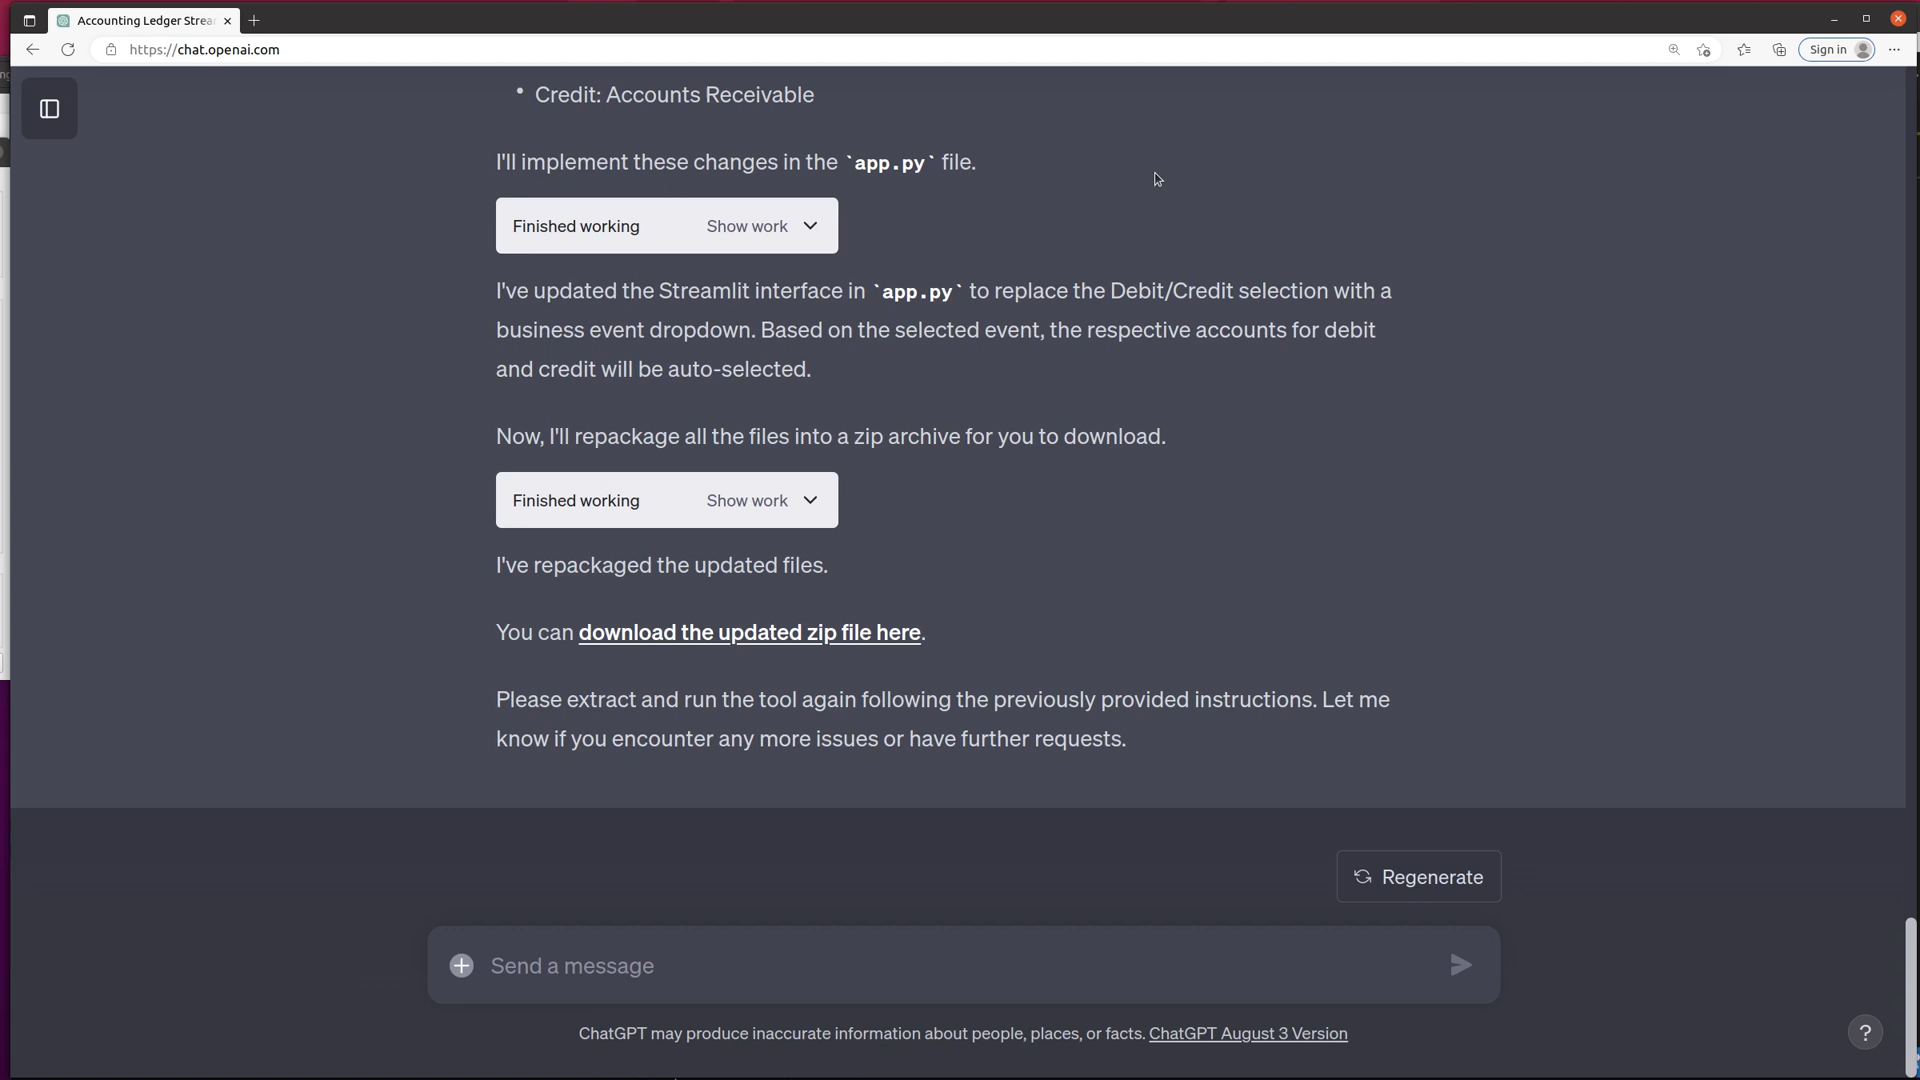 Accounting Ledger Strea
https://chat.openai.com
Sign in
• Credit: Accounts Receivable
I'll implement these changes in the `app.py` file.
Finished working Show work
I've updated the Streamlit interface in `app.py` to replace the Debit/Credit selection with a
business event dropdown. Based on the selected event, the respective accounts for debit
and credit will be auto-selected.
Now, I'll repackage all the files into a zip archive for you to download.
Finished working Show work
I've repackaged the updated files.
You can download the updated zip file here.
Please extract and run the tool again following the previously provided instructions. Let me
know if you encounter any more issues or have further requests.
Regenerate
Send a message
ChatGPT may produce inaccurate information about people, places, or facts. ChatGPT August 3 Version
?